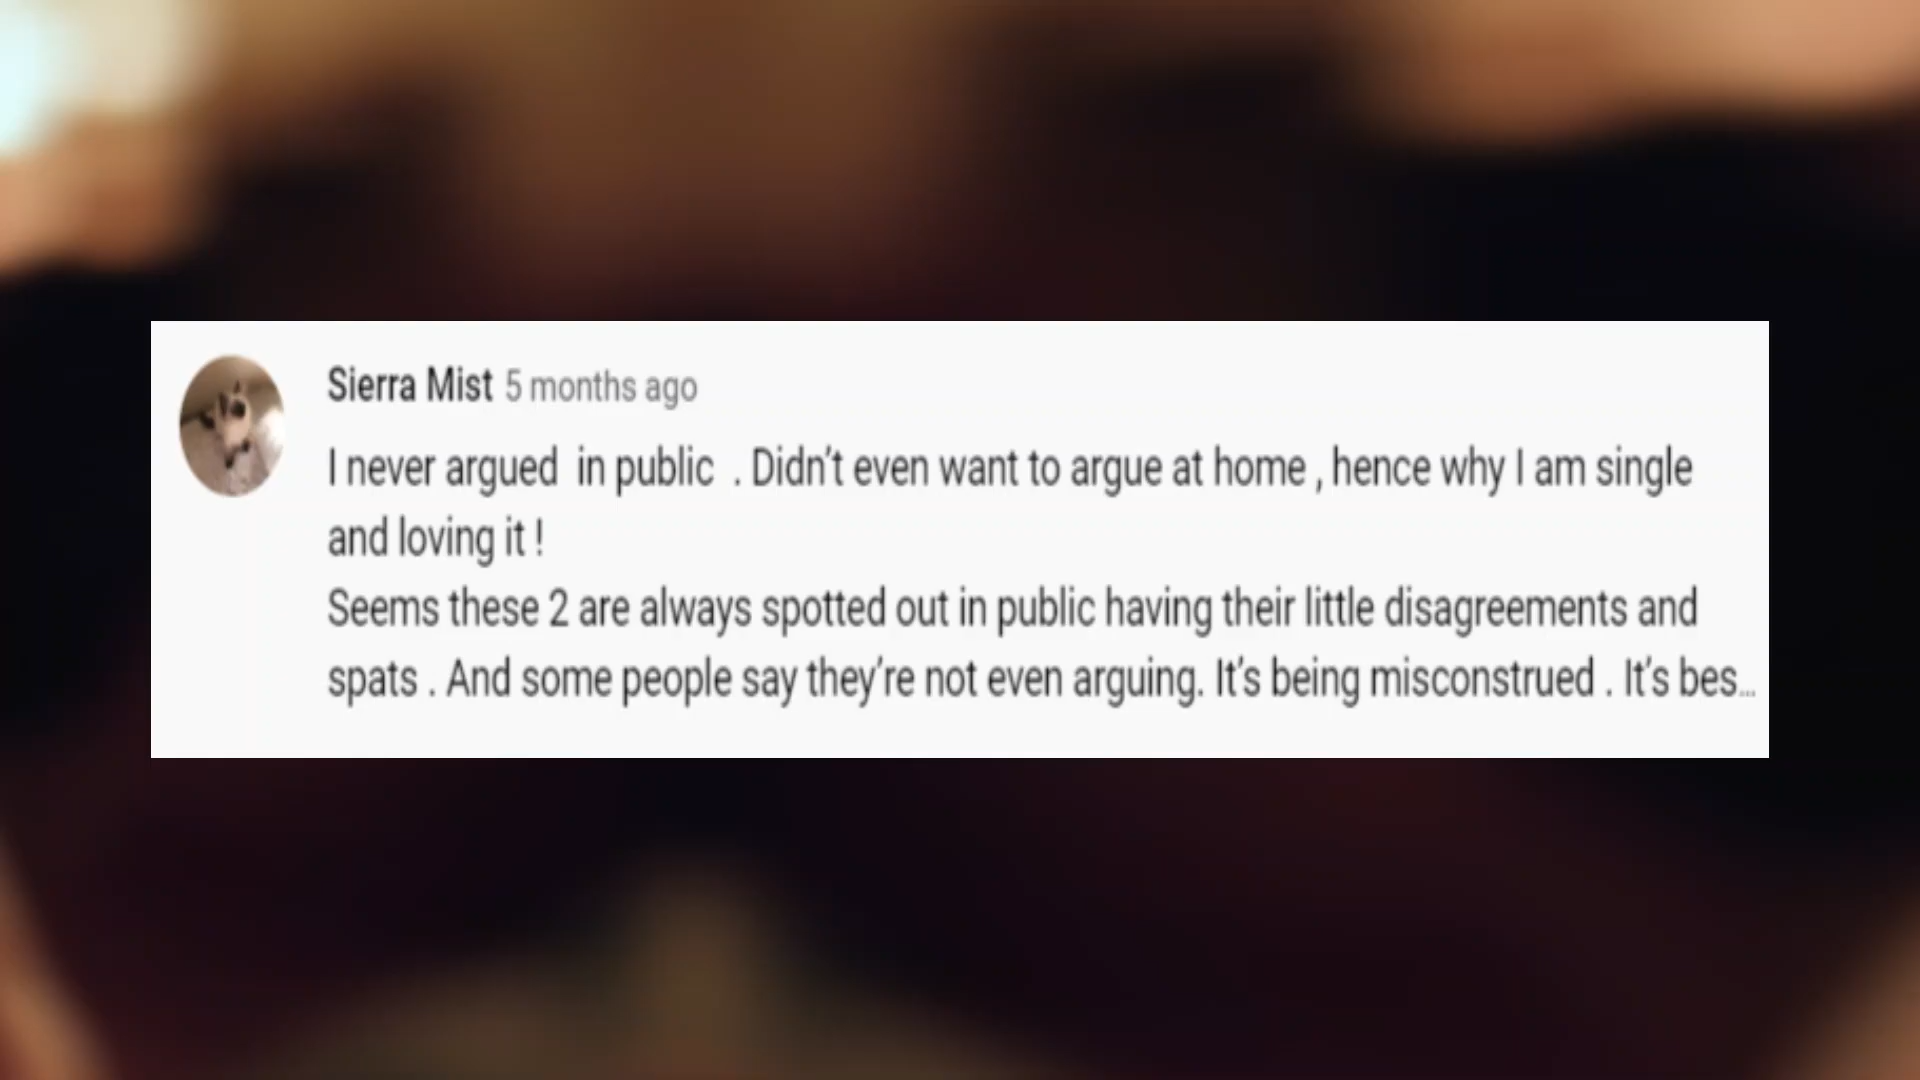 Sierra Mist 5 months ago
I never argued  in public  . Didn’t even want to argue at home , hence why I am single
and loving it !
Seems these 2 are always spotted out in public having their little disagreements and
spats . And some people say they’re not even arguing. It’s being misconstrued . It’s bes...